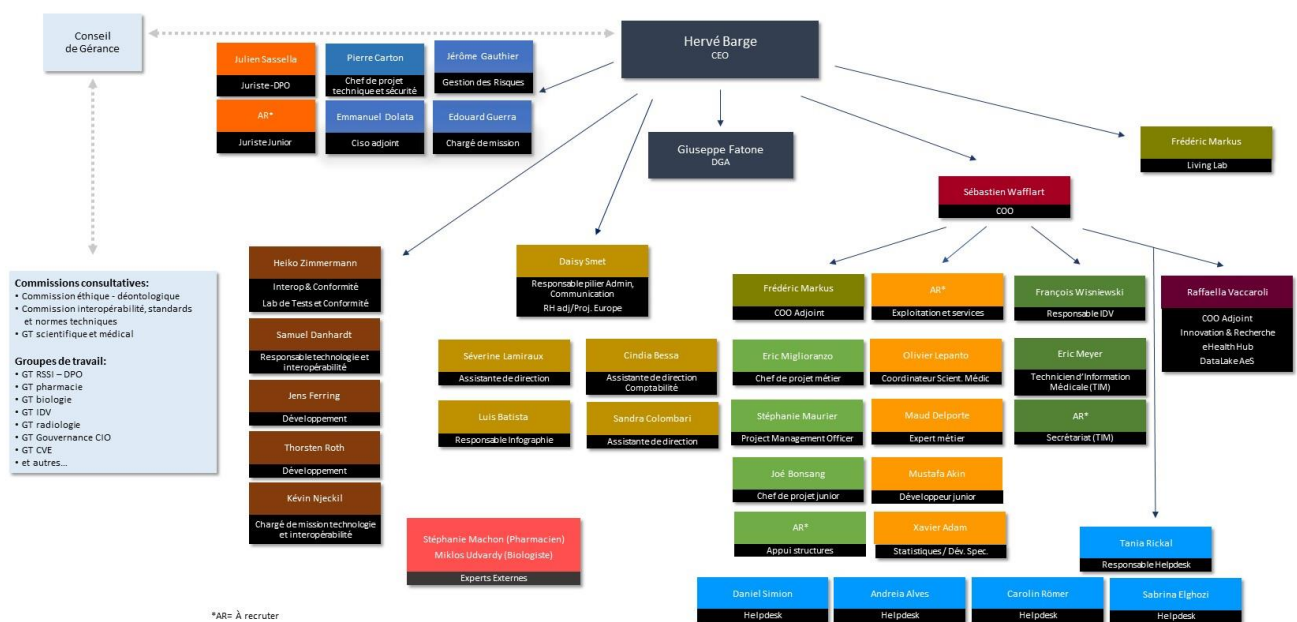 Conseil
de Gérance
Hervé Barge
CEO
Julien Sassella
Juriste-DPO
Pierre Carton
Chef de projet
technique et sécurité
Jérôme Gauthier
Gestion des Risques
AR*
Juriste Junior
Emmanuel Dolata
Ciso adjoint
Edouard Guerra
Chargé de mission
Giuseppe Fatone
DGA
Frédéric Markus
Living Lab
Sébastien Wafflart
COO
Commissions consultatives:
• Commission éthique - déontologique
• Commission interopérabilité, standards
et normes techniques
• GT scientifique et médical
Groupes de travail:
• GT RSSI – DPO
• GT pharmacie
• GT biologie
• GT IDV
• GT radiologie
• GT Gouvernance CIO
• GT CVE
• et autres…
Heiko Zimmermann
Interop & Conformité
Lab de Tests et Conformité
Samuel Danhardt
Responsable technologie et
interopérabilité
Jens Ferring
Développement
Thorsten Roth
Développement
Kévin Njeckil
Chargé de mission technologie
et interopérabilité
Daisy Smet
Responsable pilier Admin,
Communication
RH adj/Proj. Europe
Séverine Lamiraux
Assistante de direction
Cindia Bessa
Assistante de direction
Comptabilité
Luis Batista
Responsable Infographie
Sandra Colombari
Assistante de direction
Stéphanie Machon (Pharmacien)
Miklos Udvardy (Biologiste)
Experts Externes
Frédéric Markus
COO Adjoint
AR*
Exploitation et services
François Wisniewski
Responsable IDV
Raffaella Vaccaroli
COO Adjoint
Innovation & Recherche
eHealth Hub
DataLake AeS
Eric Miglioranzo
Chef de projet métier
Olivier Lepanto
Coordinateur Scient. Médic
Eric Meyer
Technicien d'Information
Médicale (TIM)
Stéphanie Maurier
Project Management Officer
Maud Delporte
Expert métier
AR*
Secrétariat (TIM)
Joé Bonsang
Chef de projet junior
Mustafa Akin
Développeur junior
AR*
Appui structures
Xavier Adam
Statistiques / Dév. Spec.
Tania Rickal
Responsable Helpdesk
Daniel Simion
Helpdesk
Andreia Alves
Helpdesk
Carolin Römer
Helpdesk
Sabrina Elghozi
Helpdesk
*AR= À recruter